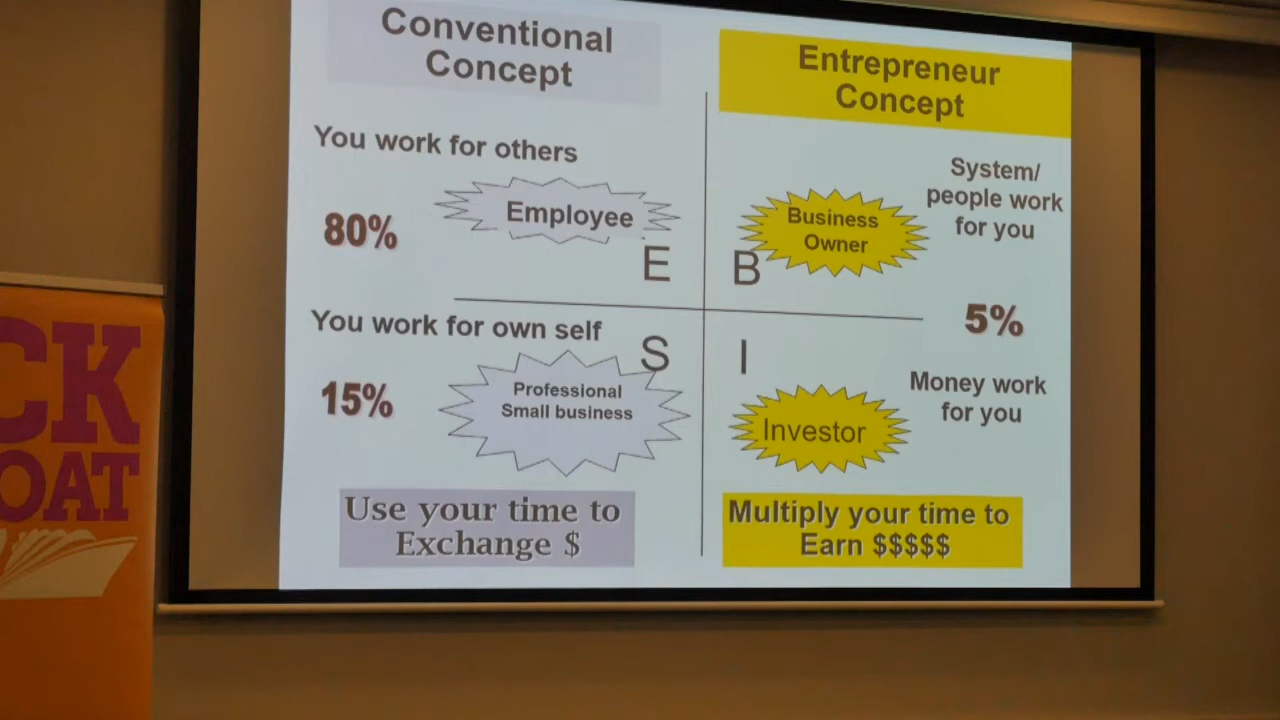 Conventional
Concept
You work for others
80%
Employee
E
You work for own self
S
15%
Professional
Small business
Use your time to
Exchange $
Entrepreneur
Concept
System/
people work
for you
Business
Owner
B
5%
I
Money work
for you
Investor
Multiply your time to
Earn $$$$$
CK
OAT